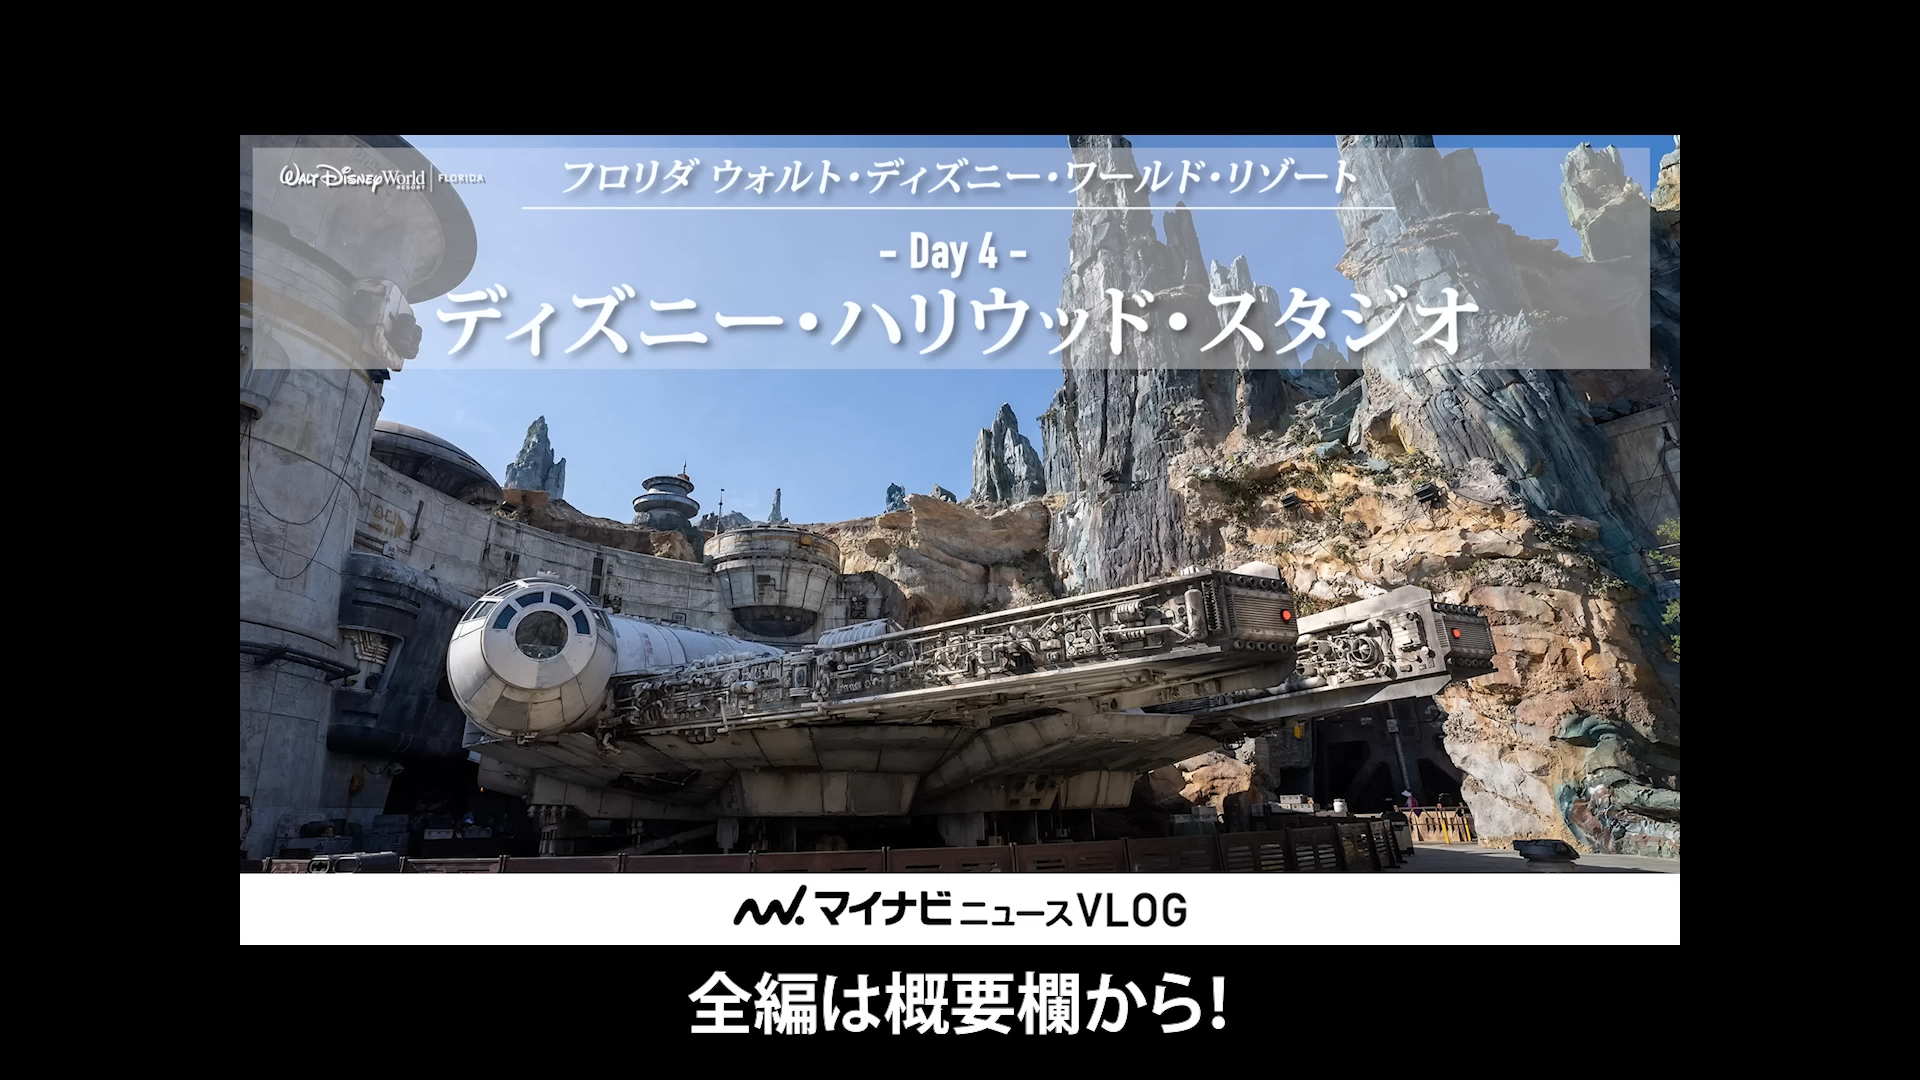 WALT DISNEY World RESORT | FLORIDA
フロリダ ウォルト・ディズニー・ワールド・リゾート
- Day 4 -
ディズニー・ハリウッド・スタジオ
マイナビニュースVLOG
全編は概要欄から!